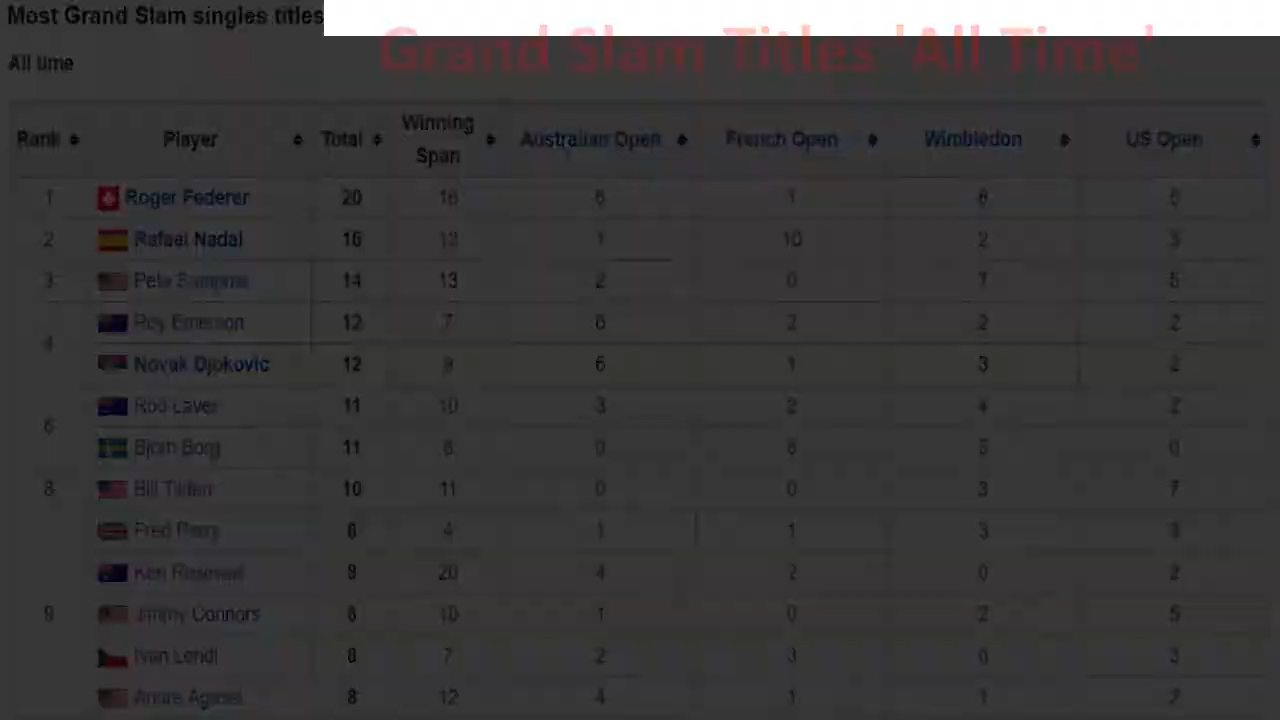 Most Grand Slam singles titles
Grand Slam Titles 'All Time'
All time
Rank Player Total Winning Span Australian Open French Open Wimbledon US Open
1 Roger Federer 20 16 6 1 8 5
2 Rafael Nadal 16 12 1 10 2 3
3 Pete Sampras 14 13 2 0 7 5
4 Roy Emerson 12 7 6 2 2 2
Novak Djokovic 12 9 6 1 3 2
6 Rod Laver 11 10 3 2 4 2
Bjorn Borg 11 8 0 6 5 0
8 Bill Tilden 10 11 0 0 3 7
Fred Perry 8 4 1 1 3 3
Ken Rosewall 8 20 4 2 0 2
9 Jimmy Connors 8 10 1 0 2 5
Ivan Lendl 8 7 2 3 0 3
Andre Agassi 8 12 4 1 1 2